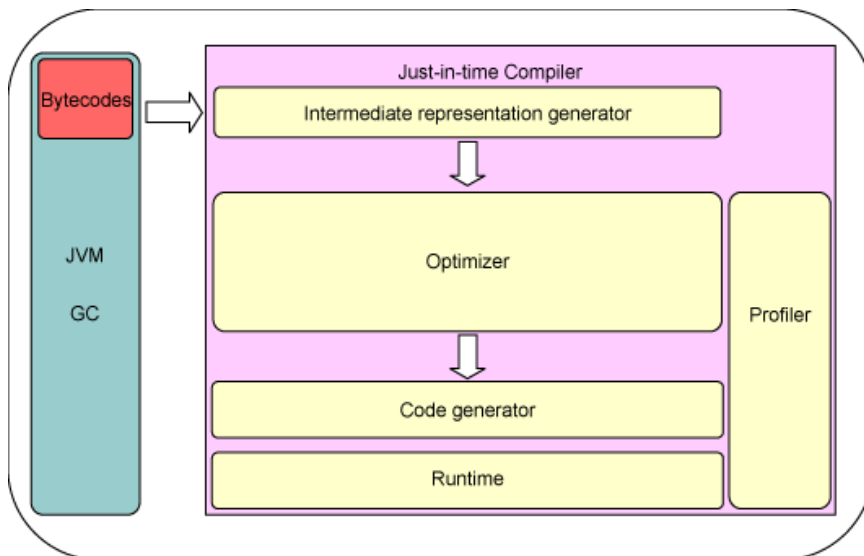 Just-in-time Compiler
Bytecodes
Intermediate representation generator
JVM
Optimizer
GC
Profiler
Code generator
Runtime